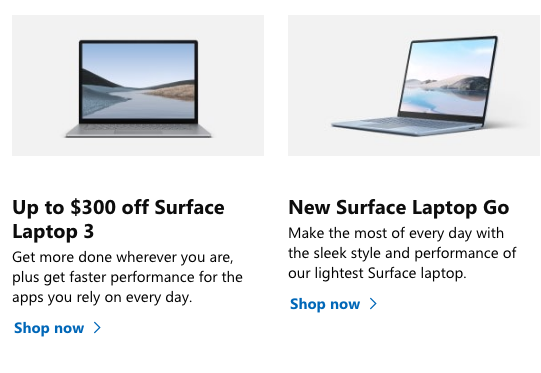 Up to $300 off Surface
Laptop 3
Get more done wherever you are,
plus get faster performance for the
apps you rely on every day.
Shop now
New Surface Laptop Go
Make the most of every day with
the sleek style and performance of
our lightest Surface laptop.
Shop now